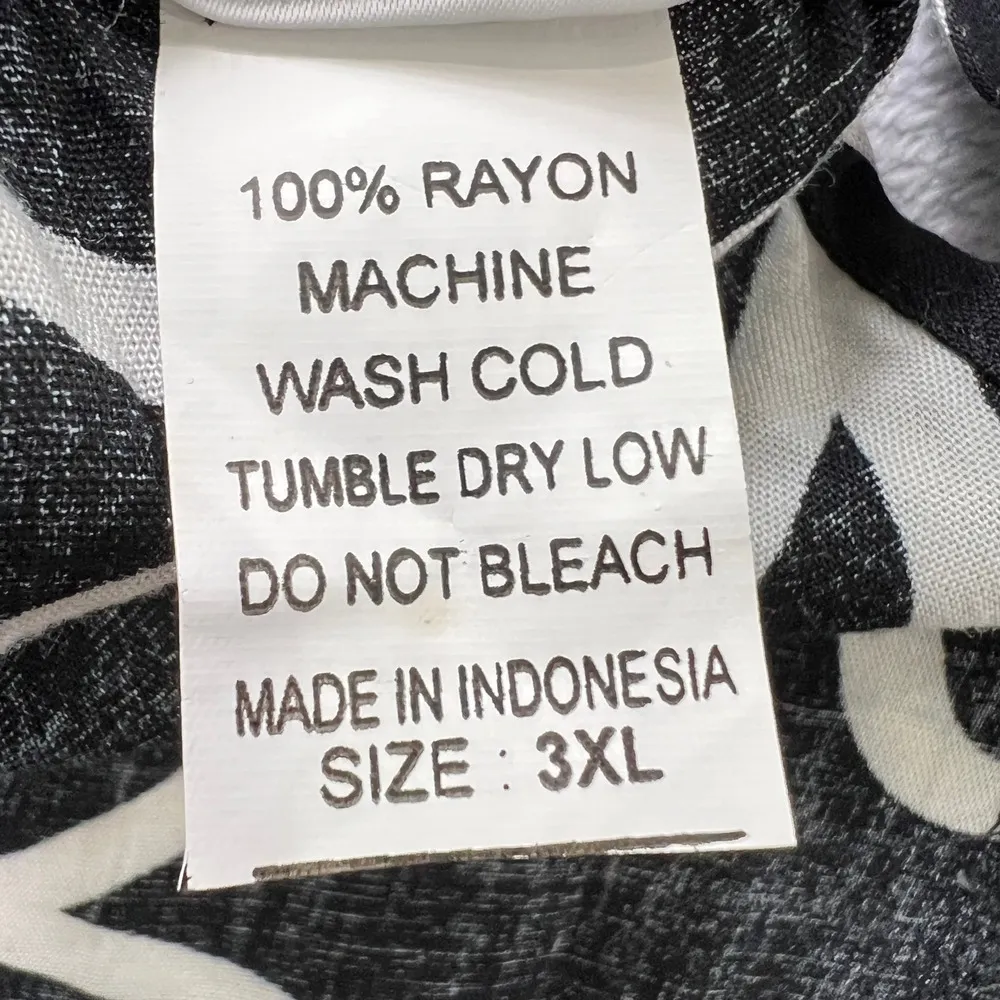 100% RAYON
MACHINE
WASH COLD
TUMBLE DRY LOW
DO NOT BLEACH
MADE IN INDONESIA
SIZE : 3XL